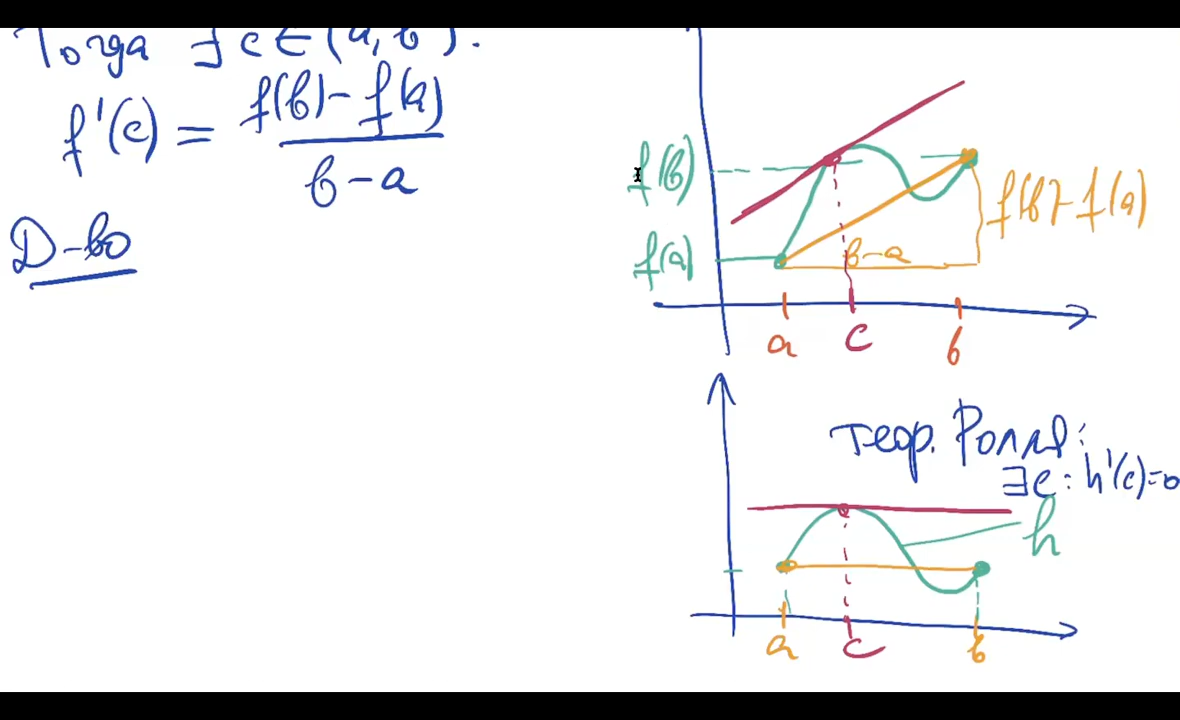 Тогда ∃ c ∈ (a, b):
f'(c) = (f(b) - f(a)) / (b - a)
Д-во
f(b)
f(a)
f(b) - f(a)
b - a
a c b
Теор. Ролля:
∃c : h'(c)=0
h
a c b